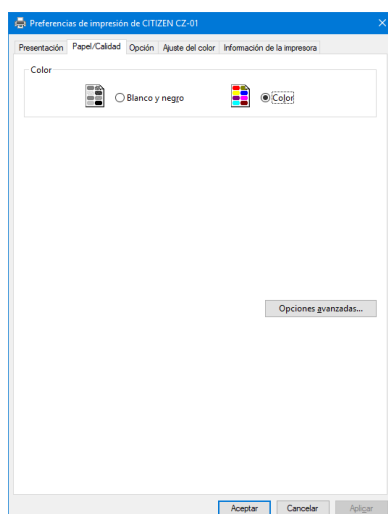 Preferencias de impresión de CITIZEN CZ-01
Presentación Papel/Calidad Opción Ajuste del color Información de la impresora
Color
Blanco y negro Color
Opciones avanzadas...
Aceptar Cancelar Aplicar